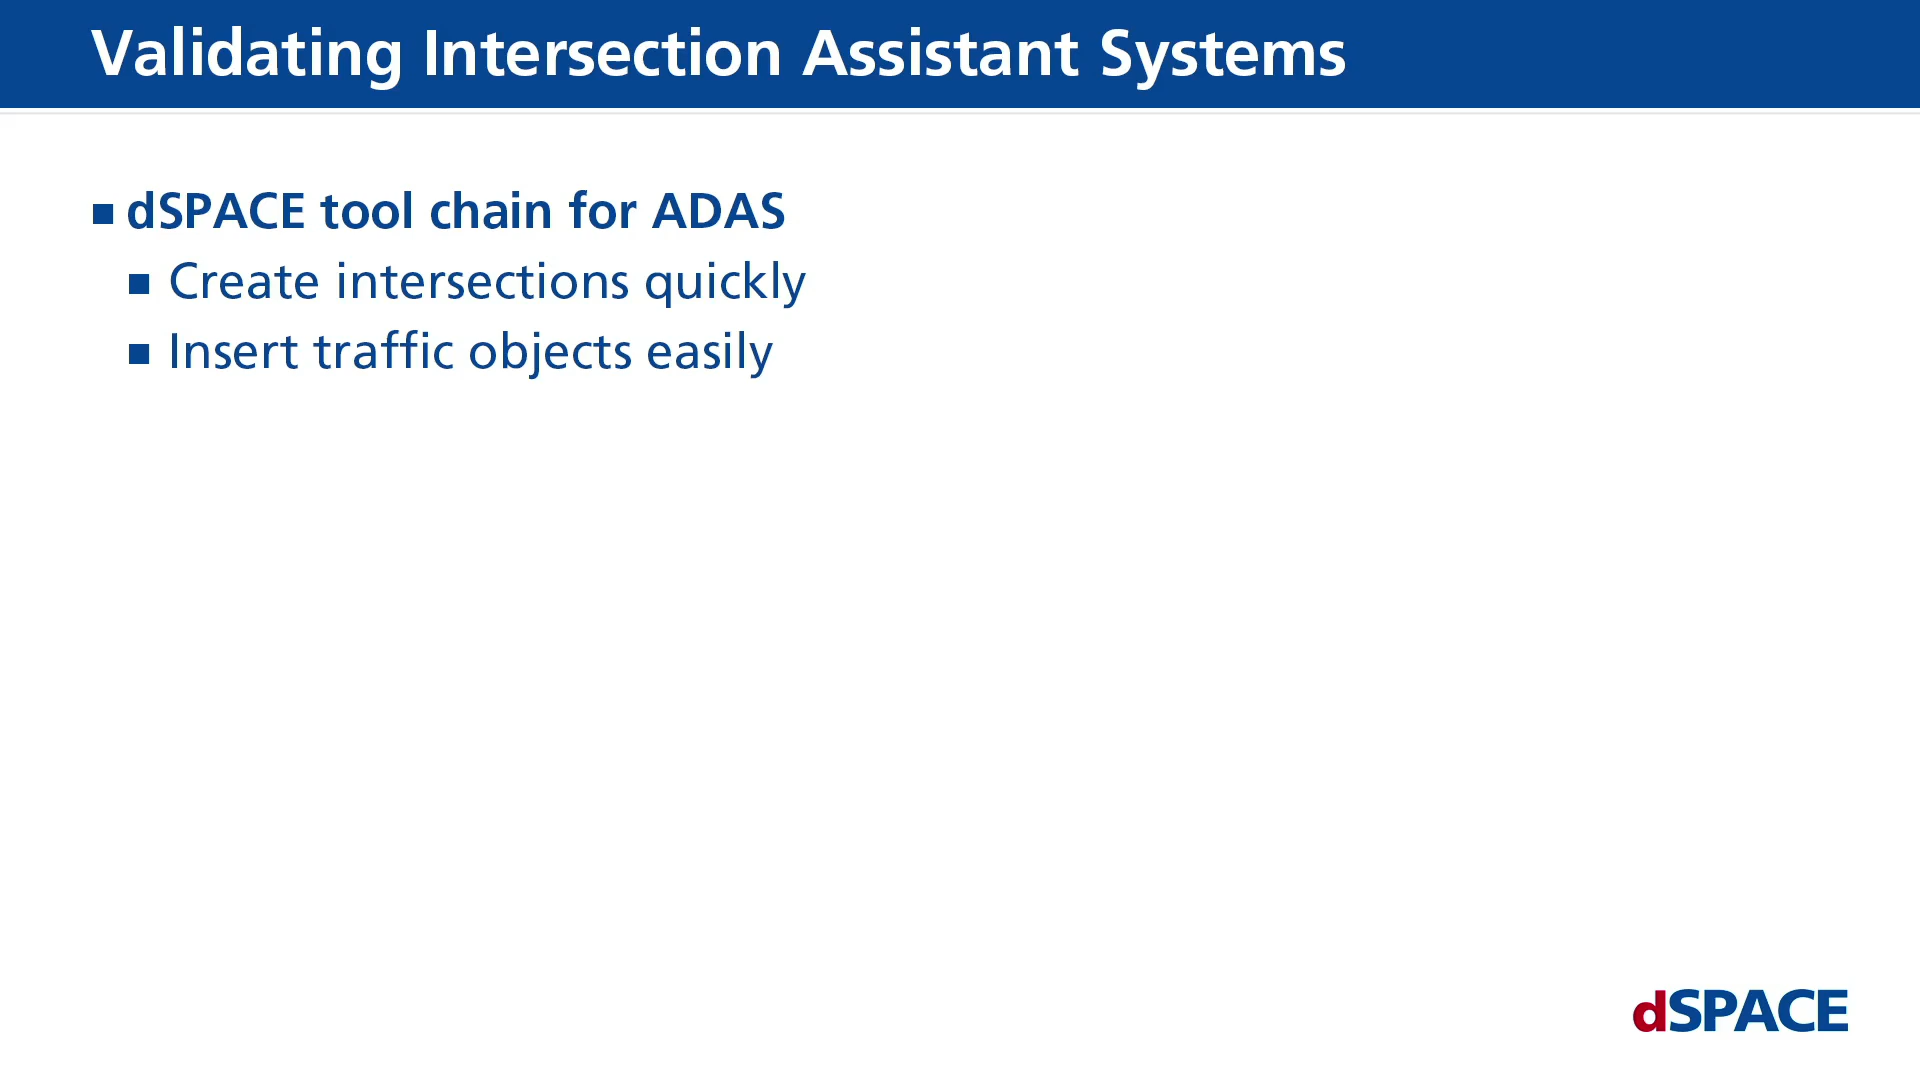 Validating Intersection Assistant Systems
dSPACE tool chain for ADAS
Create intersections quickly
Insert traffic objects easily
dSPACE